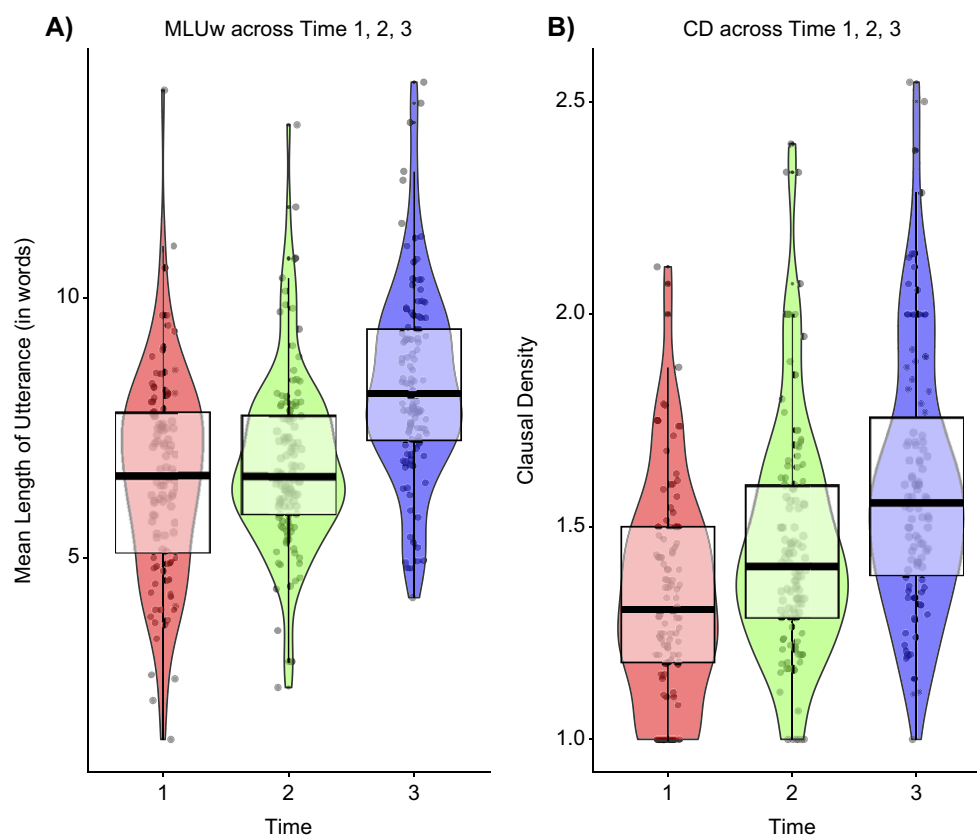 A)
MLUw across Time 1, 2, 3
Mean Length of Utterance (in words)
10
5
1 2 3
Time
B)
CD across Time 1, 2, 3
Clausal Density
2.5
2.0
1.5
1.0
1 2 3
Time